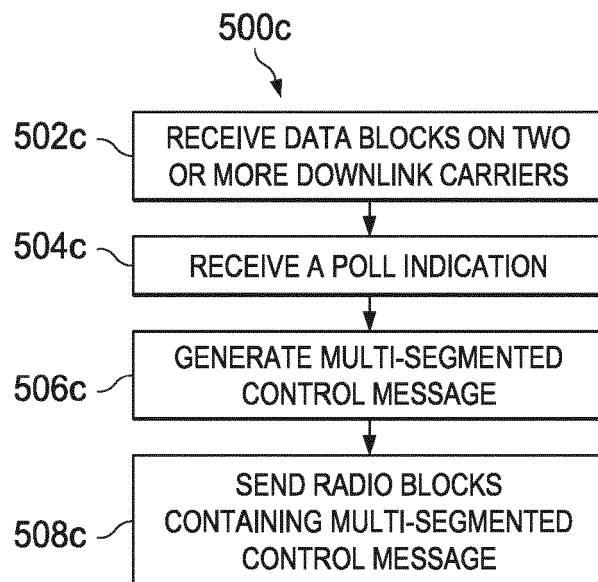 500c
502c
RECEIVE DATA BLOCKS ON TWO
OR MORE DOWNLINK CARRIERS
504c
RECEIVE A POLL INDICATION
506c
GENERATE MULTI-SEGMENTED
CONTROL MESSAGE
508c
SEND RADIO BLOCKS
CONTAINING MULTI-SEGMENTED
CONTROL MESSAGE